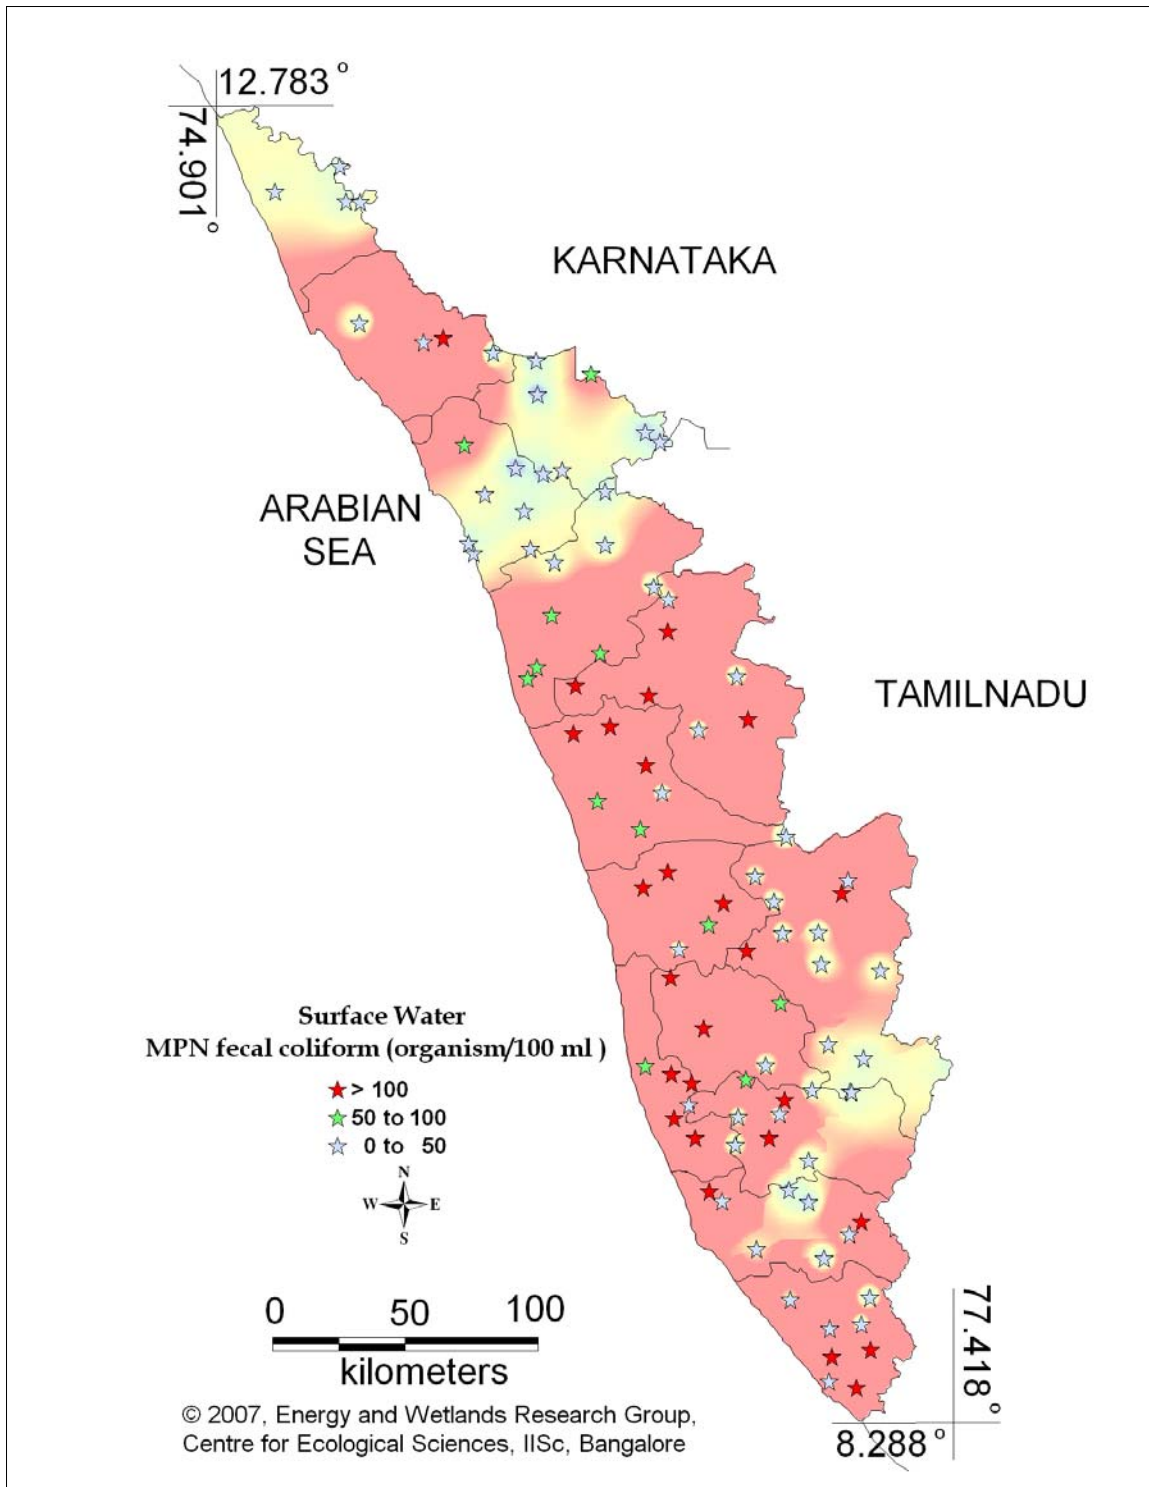 12.783 °
74.901 °
KARNATAKA
ARABIAN
SEA
TAMILNADU
Surface Water
MPN fecal coliform (organism/100 ml )
> 100
50 to 100
0 to 50
N
W E
S
0 50 100
kilometers
77.418 °
8.288 °
© 2007, Energy and Wetlands Research Group,
Centre for Ecological Sciences, IISc, Bangalore